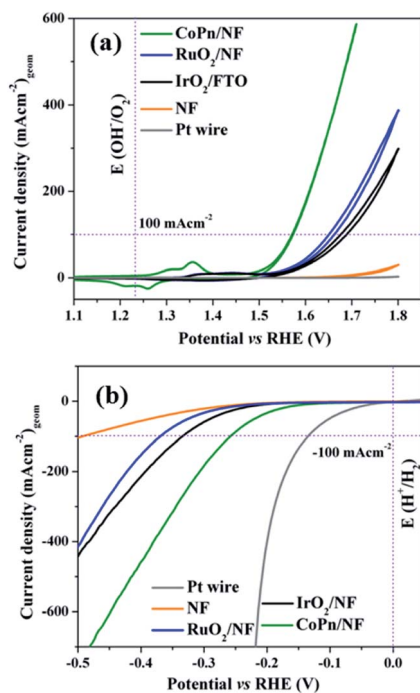 (a)
CoPn/NF
RuO₂/NF
IrO₂/FTO
NF
Pt wire
E (OH⁻/O₂)
100 mAcm⁻²
Current density (mAcm⁻²)geom
600
400
200
0
1.1 1.2 1.3 1.4 1.5 1.6 1.7 1.8
Potential vs RHE (V)
(b)
-100 mAcm⁻²
E (H⁺/H₂)
Current density (mAcm⁻²)geom
0
-200
-400
-600
Pt wire
NF
RuO₂/NF
IrO₂/NF
CoPn/NF
-0.5 -0.4 -0.3 -0.2 -0.1 0.0
Potential vs RHE (V)